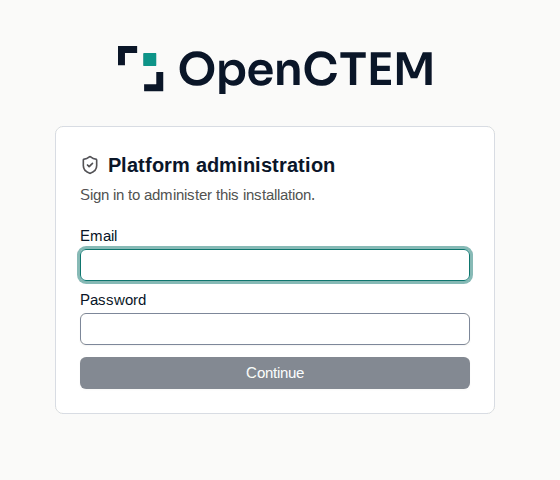 OpenCTEM
Platform administration
Sign in to administer this installation.
Email
Password
Continue